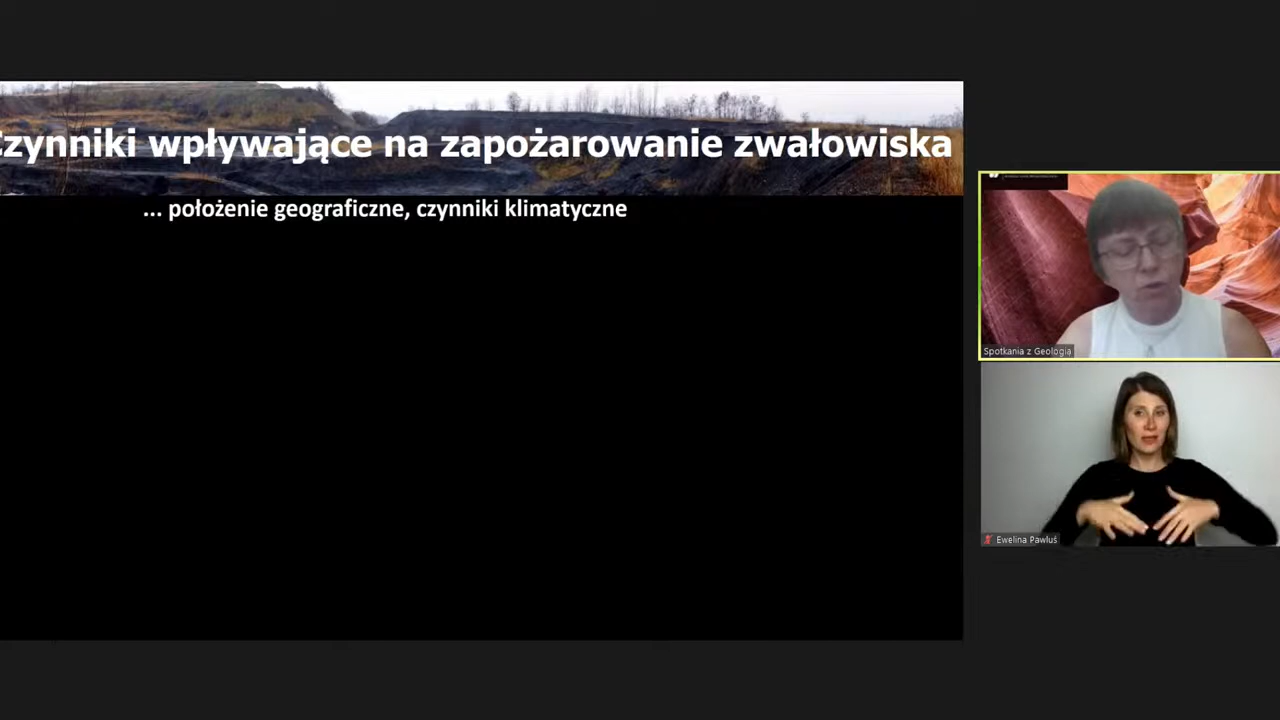 czynniki wpływające na zapożarowanie zwałowiska
... położenie geograficzne, czynniki klimatyczne
Spotkania z Geologią
Ewelina Pawluś